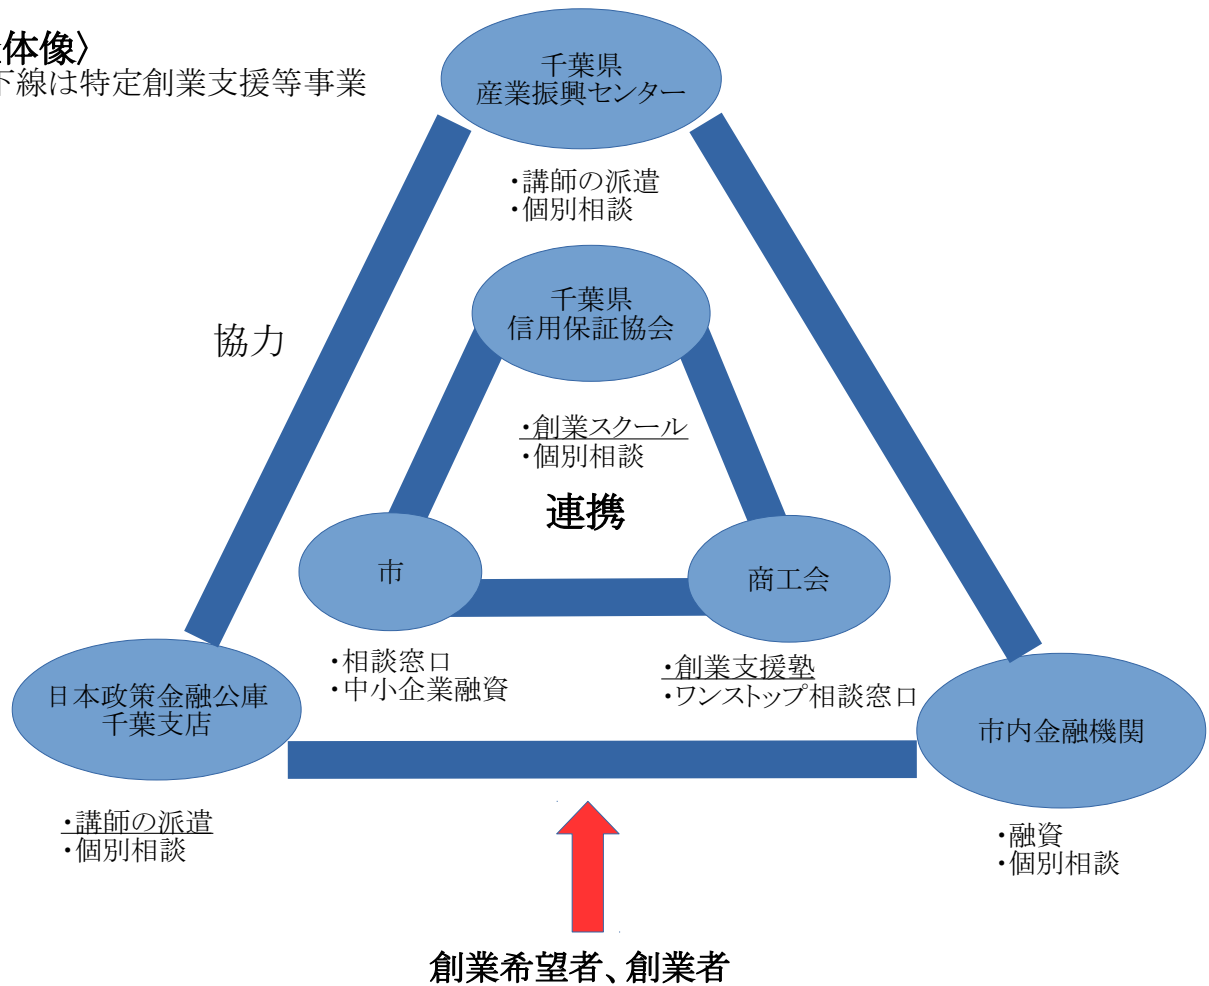 体像〉
下線は特定創業支援等事業
千葉県
産業振興センター
・講師の派遣
・個別相談
千葉県
信用保証協会
協力
・創業スクール
・個別相談
連携
市
商工会
・相談窓口
・中小企業融資
・創業支援塾
・ワンストップ相談窓口
日本政策金融公庫
千葉支店
市内金融機関
・講師の派遣
・個別相談
・融資
・個別相談
創業希望者、創業者